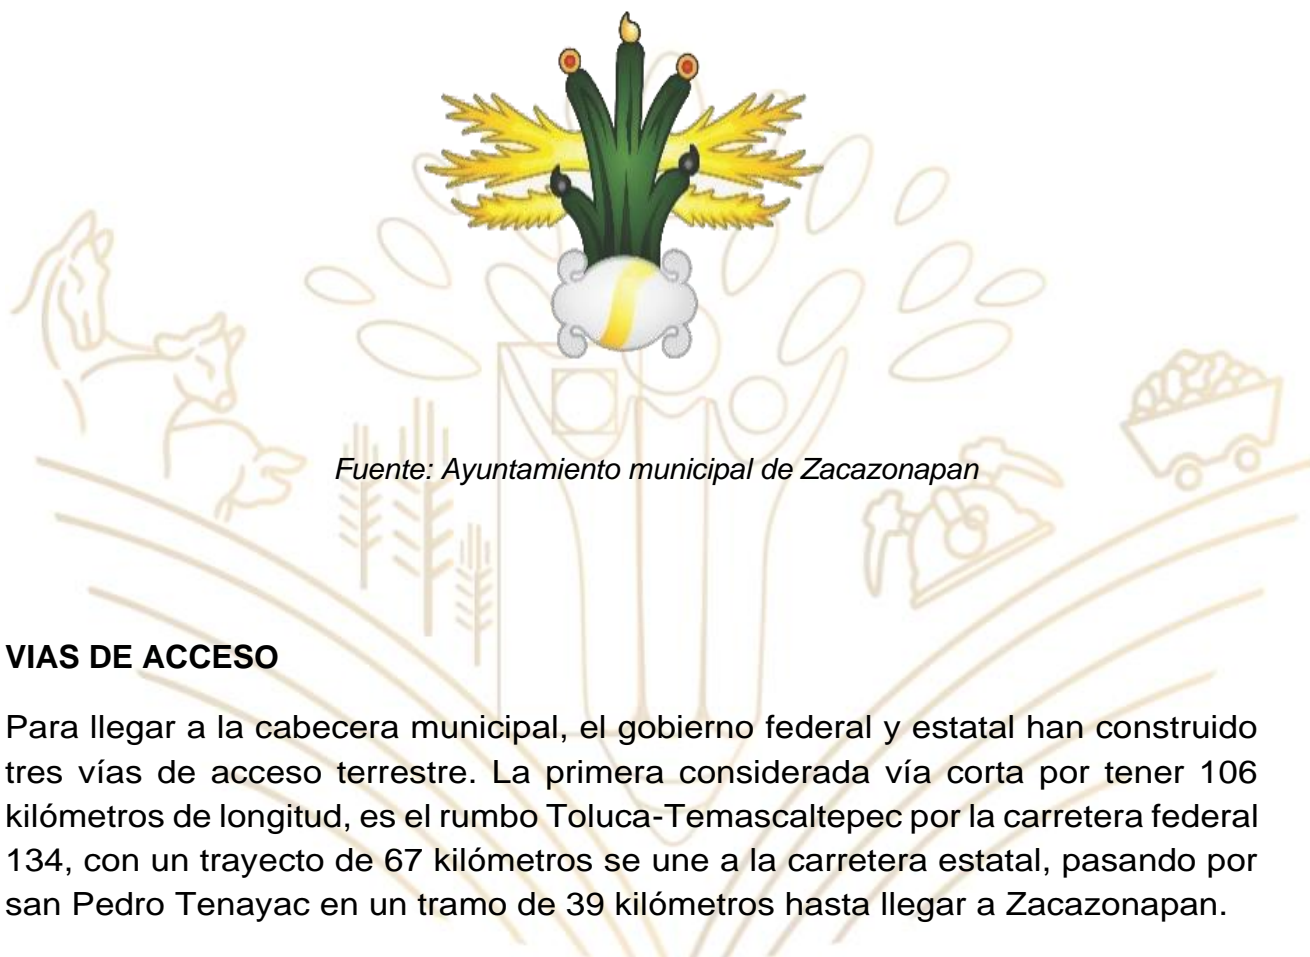 Fuente: Ayuntamiento municipal de Zacazonapan
VIAS DE ACCESO
Para llegar a la cabecera municipal, el gobierno federal y estatal han construido
tres vías de acceso terrestre. La primera considerada vía corta por tener 106
kilómetros de longitud, es el rumbo Toluca-Temascaltepec por la carretera federal
134, con un trayecto de 67 kilómetros se une a la carretera estatal, pasando por
san Pedro Tenayac en un tramo de 39 kilómetros hasta llegar a Zacazonapan.